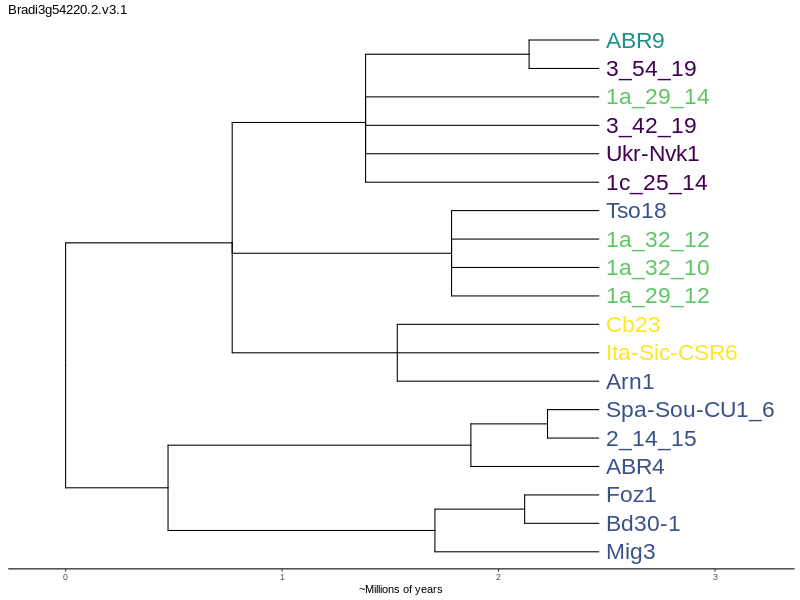 Bradi3g54220.2.v3.1
ABR9
3_54_19
1a_29_14
3_42_19
Ukr-Nvk1
1c_25_14
Tso18
1a_32_12
1a_32_10
1a_29_12
Cb23
Ita-Sic-CSR6
Arn1
Spa-Sou-CU1_6
2_14_15
ABR4
Foz1
Bd30-1
Mig3
0 1 2 3
~Millions of years